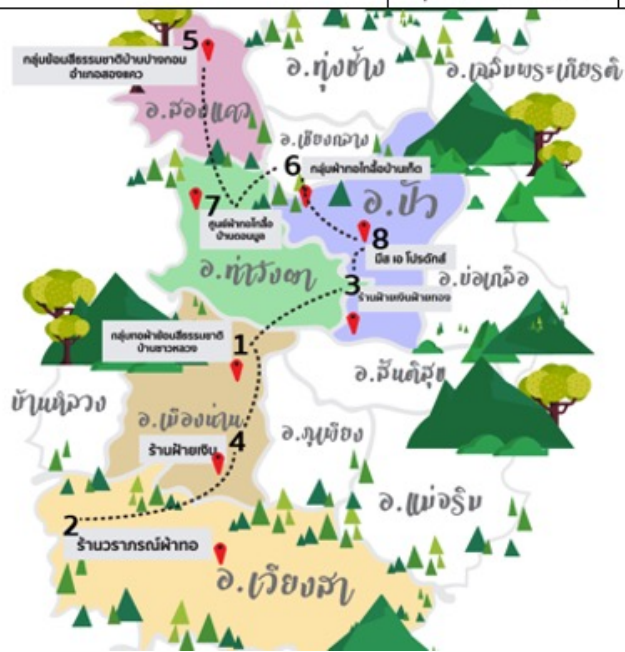 5
กลุ่มย้อมสีธรรมชาติบ้านปางกอม
อำเภอสองแคว
อ.ทุ่งช้าง
อ.เฉลิมพระเกียรติ
อ.สองแคว
อ.เชียงกลาง
6
กลุ่มผ้าทอไทลื้อบ้านเก็ต
อ.ปัว
7
ศูนย์ผ้าทอไทลื้อ
บ้านดอนมูล
8
มีส เอ โปรดักส์
อ.ท่าวังผา
3
ร้านฝ้ายเงินฝ้ายทอง
อ.บ่อเกลือ
กลุ่มทอผ้าย้อมสีธรรมชาติ
บ้านซาวหลวง
1
อ.สันติสุข
บ้านหลวง
อ.เมืองน่าน
อ.ภูเพียง
ร้านฝ้ายเงิน
4
อ.แม่จริม
2
ร้านวราภรณ์ผ้าทอ
อ.เวียงสา